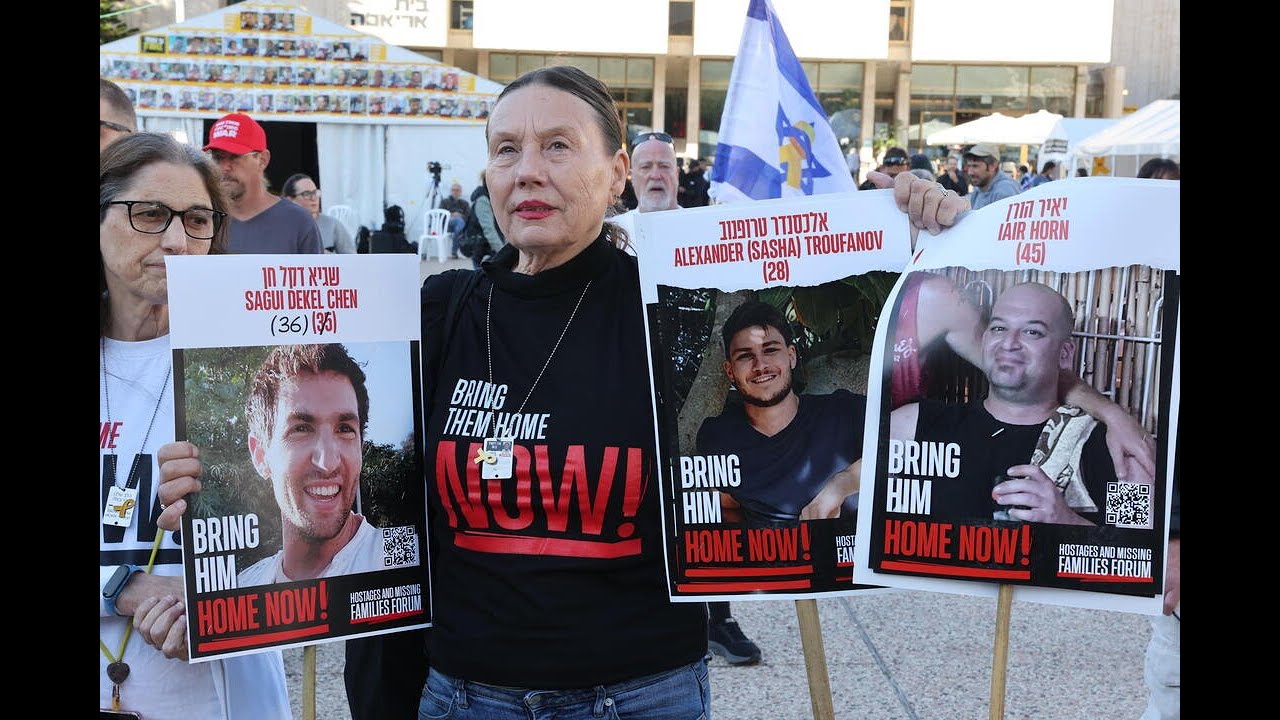 בית
אריאלה
שגיא דקל חן
SAGUI DEKEL CHEN
(36) (35)
BRING
HIM
HOME NOW!
HOSTAGES AND MISSING
FAMILIES FORUM
BRING
THEM HOME
NOW!
אלכסנדר טרופנוב
ALEXANDER (SASHA) TROUFANOV
(28)
BRING
HIM
HOME NOW!
יאיר הורן
IAIR HORN
(45)
BRING
HIM
HOME NOW!
HOSTAGES AND MISSING
FAMILIES FORUM